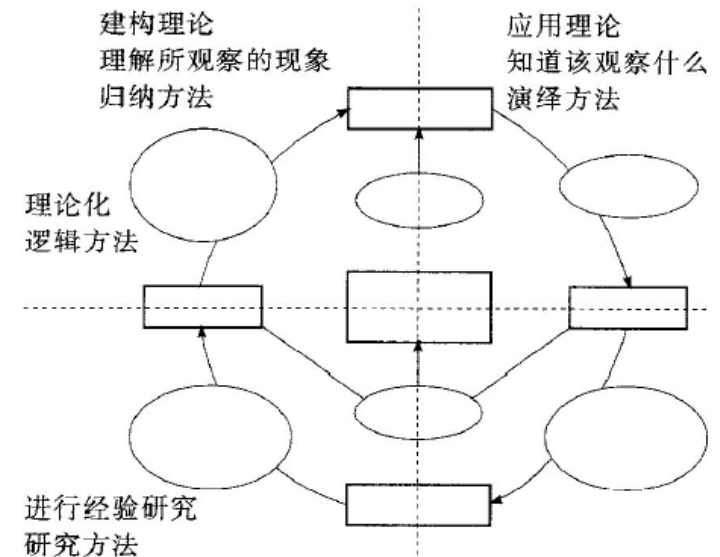 建构理论
理解所观察的现象
归纳方法
应用理论
知道该观察什么
演绎方法
理论化
逻辑方法
进行经验研究
研究方法